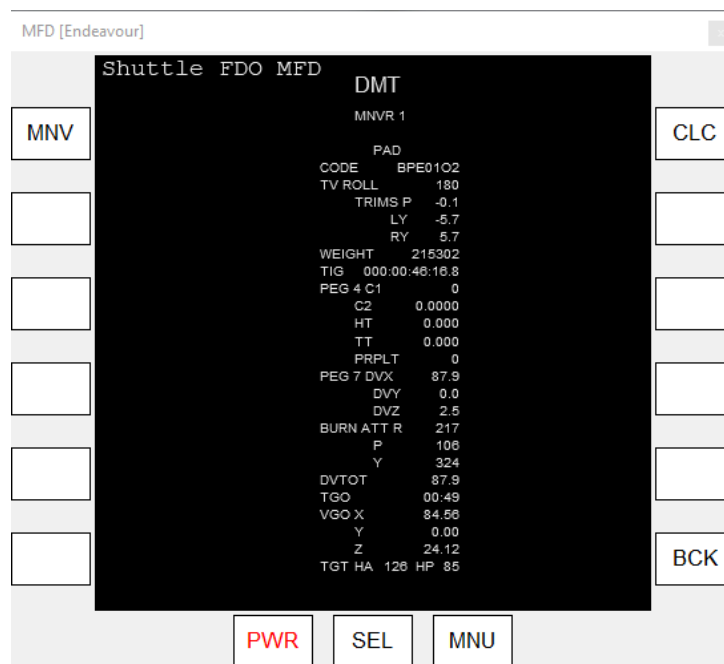 MFD [Endeavour]
Shuttle FDO MFD
DMT
MNVR 1
MNV
CLC
PAD
CODE BPE01O2
TV ROLL 180
TRIMS P -0.1
LY -5.7
RY 5.7
WEIGHT 215302
TIG 000:00:46:16.8
PEG 4 C1 0
C2 0.0000
HT 0.000
TT 0.000
PRPLT 0
PEG 7 DVX 87.9
DVY 0.0
DVZ 2.5
BURN ATT R 217
P 106
Y 324
DVTOT 87.9
TGO 00:49
VGO X 84.56
Y 0.00
Z 24.12
TGT HA 126 HP 85
BCK
PWR SEL MNU